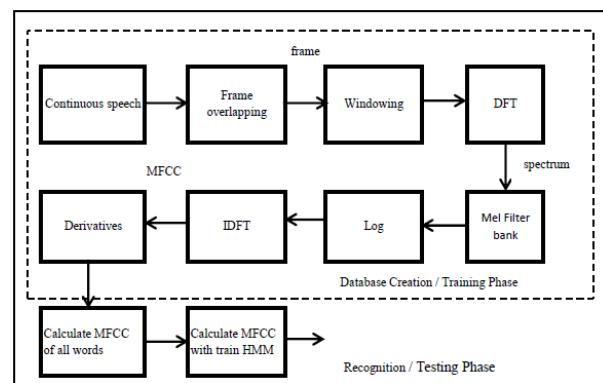 frame
Continuous speech
Frame
overlapping
Windowing
DFT
spectrum
MFCC
Derivatives
IDFT
Log
Mel Filter
bank
Database Creation / Training Phase
Calculate MFCC
of all words
Calculate MFCC
with train HMM
Recognition / Testing Phase